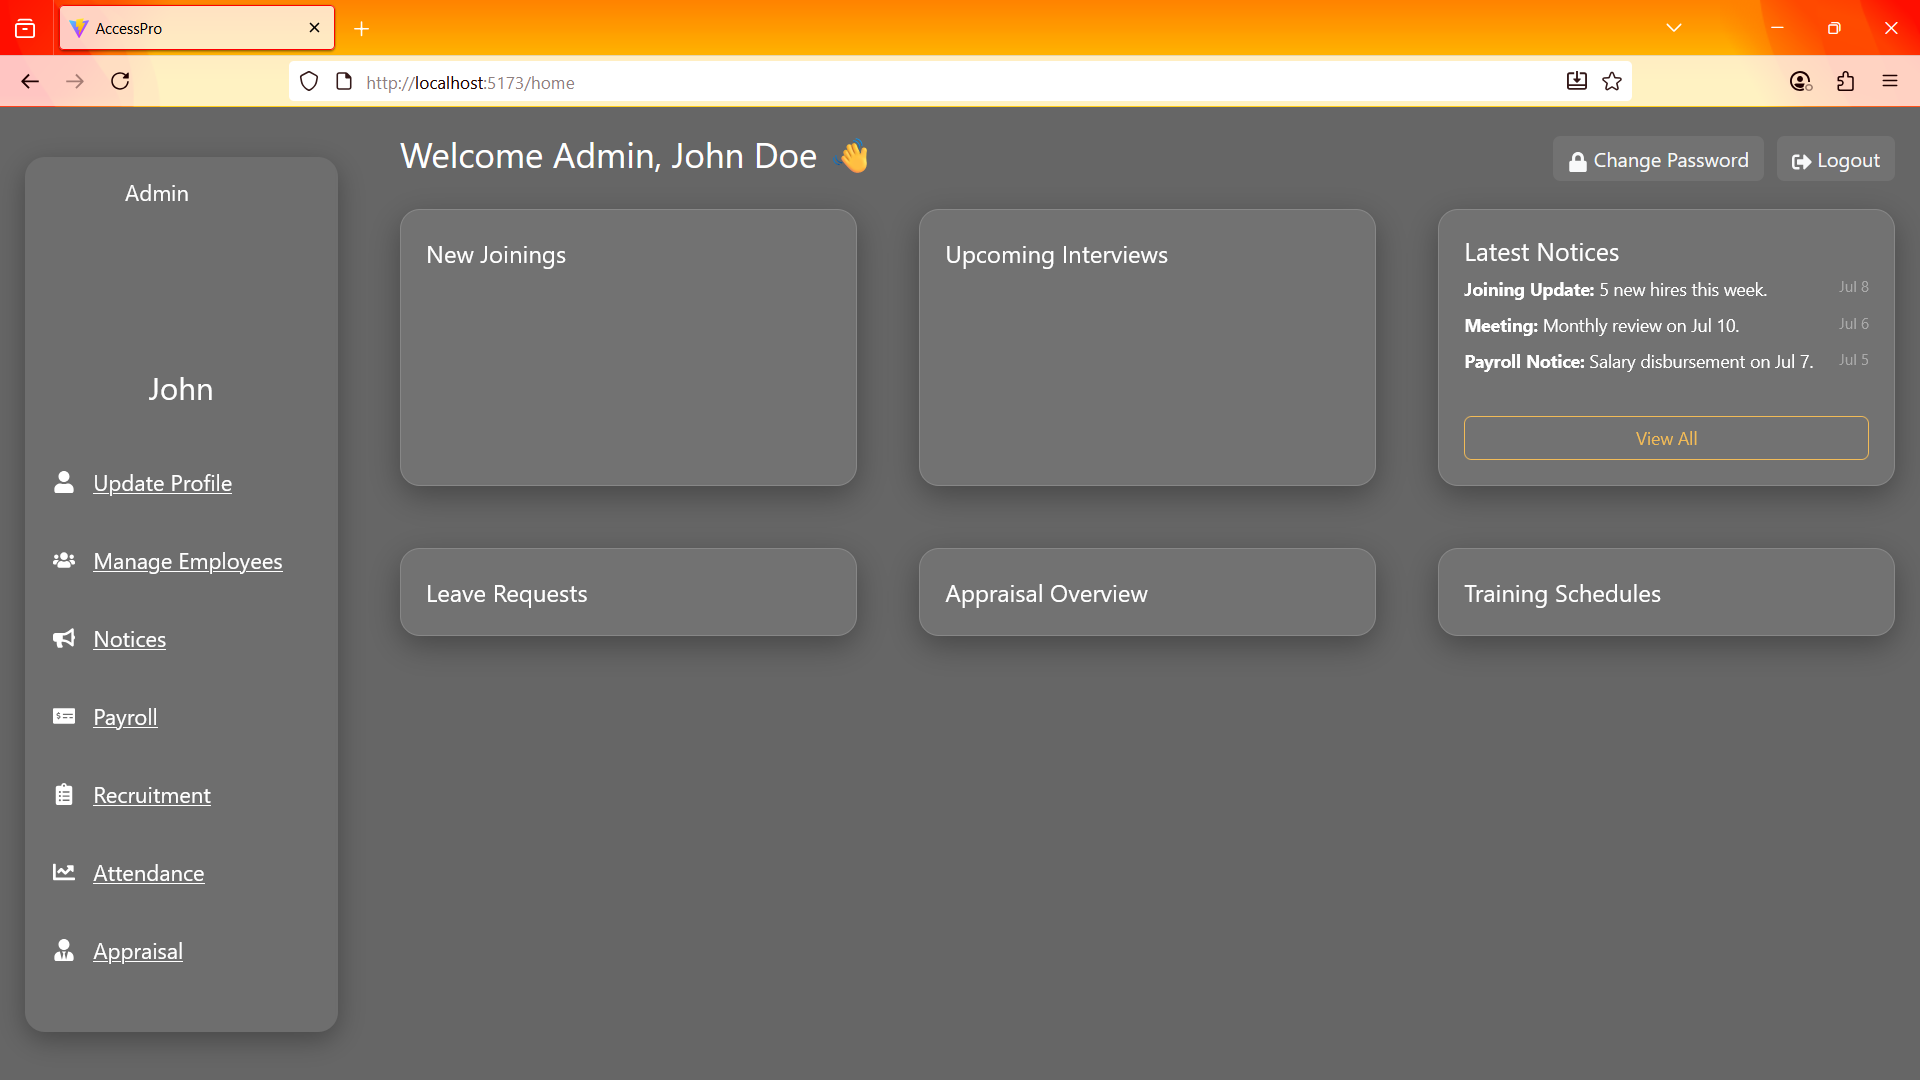 AccessPro
http://localhost:5173/home
Admin
John
Update Profile
Manage Employees
Notices
Payroll
Recruitment
Attendance
Appraisal
Welcome Admin, John Doe 👋
Change Password
Logout
New Joinings
Upcoming Interviews
Latest Notices
Joining Update: 5 new hires this week. Jul 8
Meeting: Monthly review on Jul 10. Jul 6
Payroll Notice: Salary disbursement on Jul 7. Jul 5
View All
Leave Requests
Appraisal Overview
Training Schedules